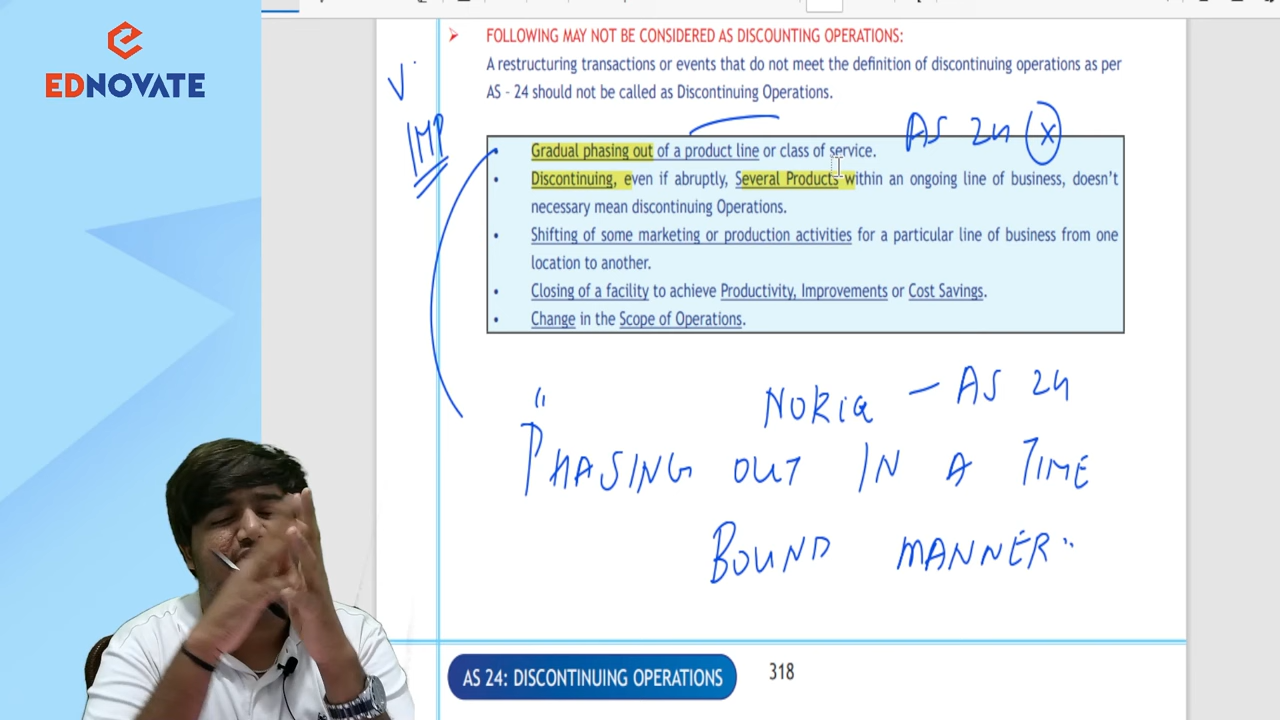 EDNOVATE
FOLLOWING MAY NOT BE CONSIDERED AS DISCOUNTING OPERATIONS:
A restructuring transactions or events that do not meet the definition of discontinuing operations as per
AS - 24 should not be called as Discontinuing Operations.
V.
IMP
AS 24 (X)
• Gradual phasing out of a product line or class of service.
• Discontinuing, even if abruptly, Several Products within an ongoing line of business, doesn't
necessary mean discontinuing Operations.
• Shifting of some marketing or production activities for a particular line of business from one
location to another.
• Closing of a facility to achieve Productivity, Improvements or Cost Savings.
• Change in the Scope of Operations.
NOKIA - AS 24
"PHASING OUT IN A TIME
BOUND MANNER"
AS 24: DISCONTINUING OPERATIONS
318